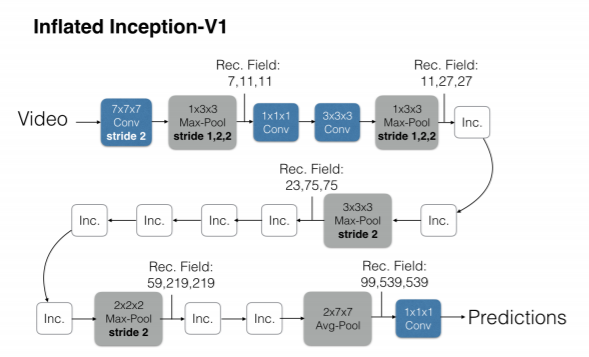 Inflated Inception-V1
Rec. Field:
7,11,11
Rec. Field:
11,27,27
Video
7x7x7
Conv
stride 2
1x3x3
Max-Pool
stride 1,2,2
1x1x1
Conv
3x3x3
Conv
1x3x3
Max-Pool
stride 1,2,2
Inc.
Rec. Field:
23,75,75
Inc.
Inc.
Inc.
Inc.
3x3x3
Max-Pool
stride 2
Inc.
Rec. Field:
59,219,219
Rec. Field:
99,539,539
Inc.
2x2x2
Max-Pool
stride 2
Inc.
Inc.
2x7x7
Avg-Pool
1x1x1
Conv
Predictions